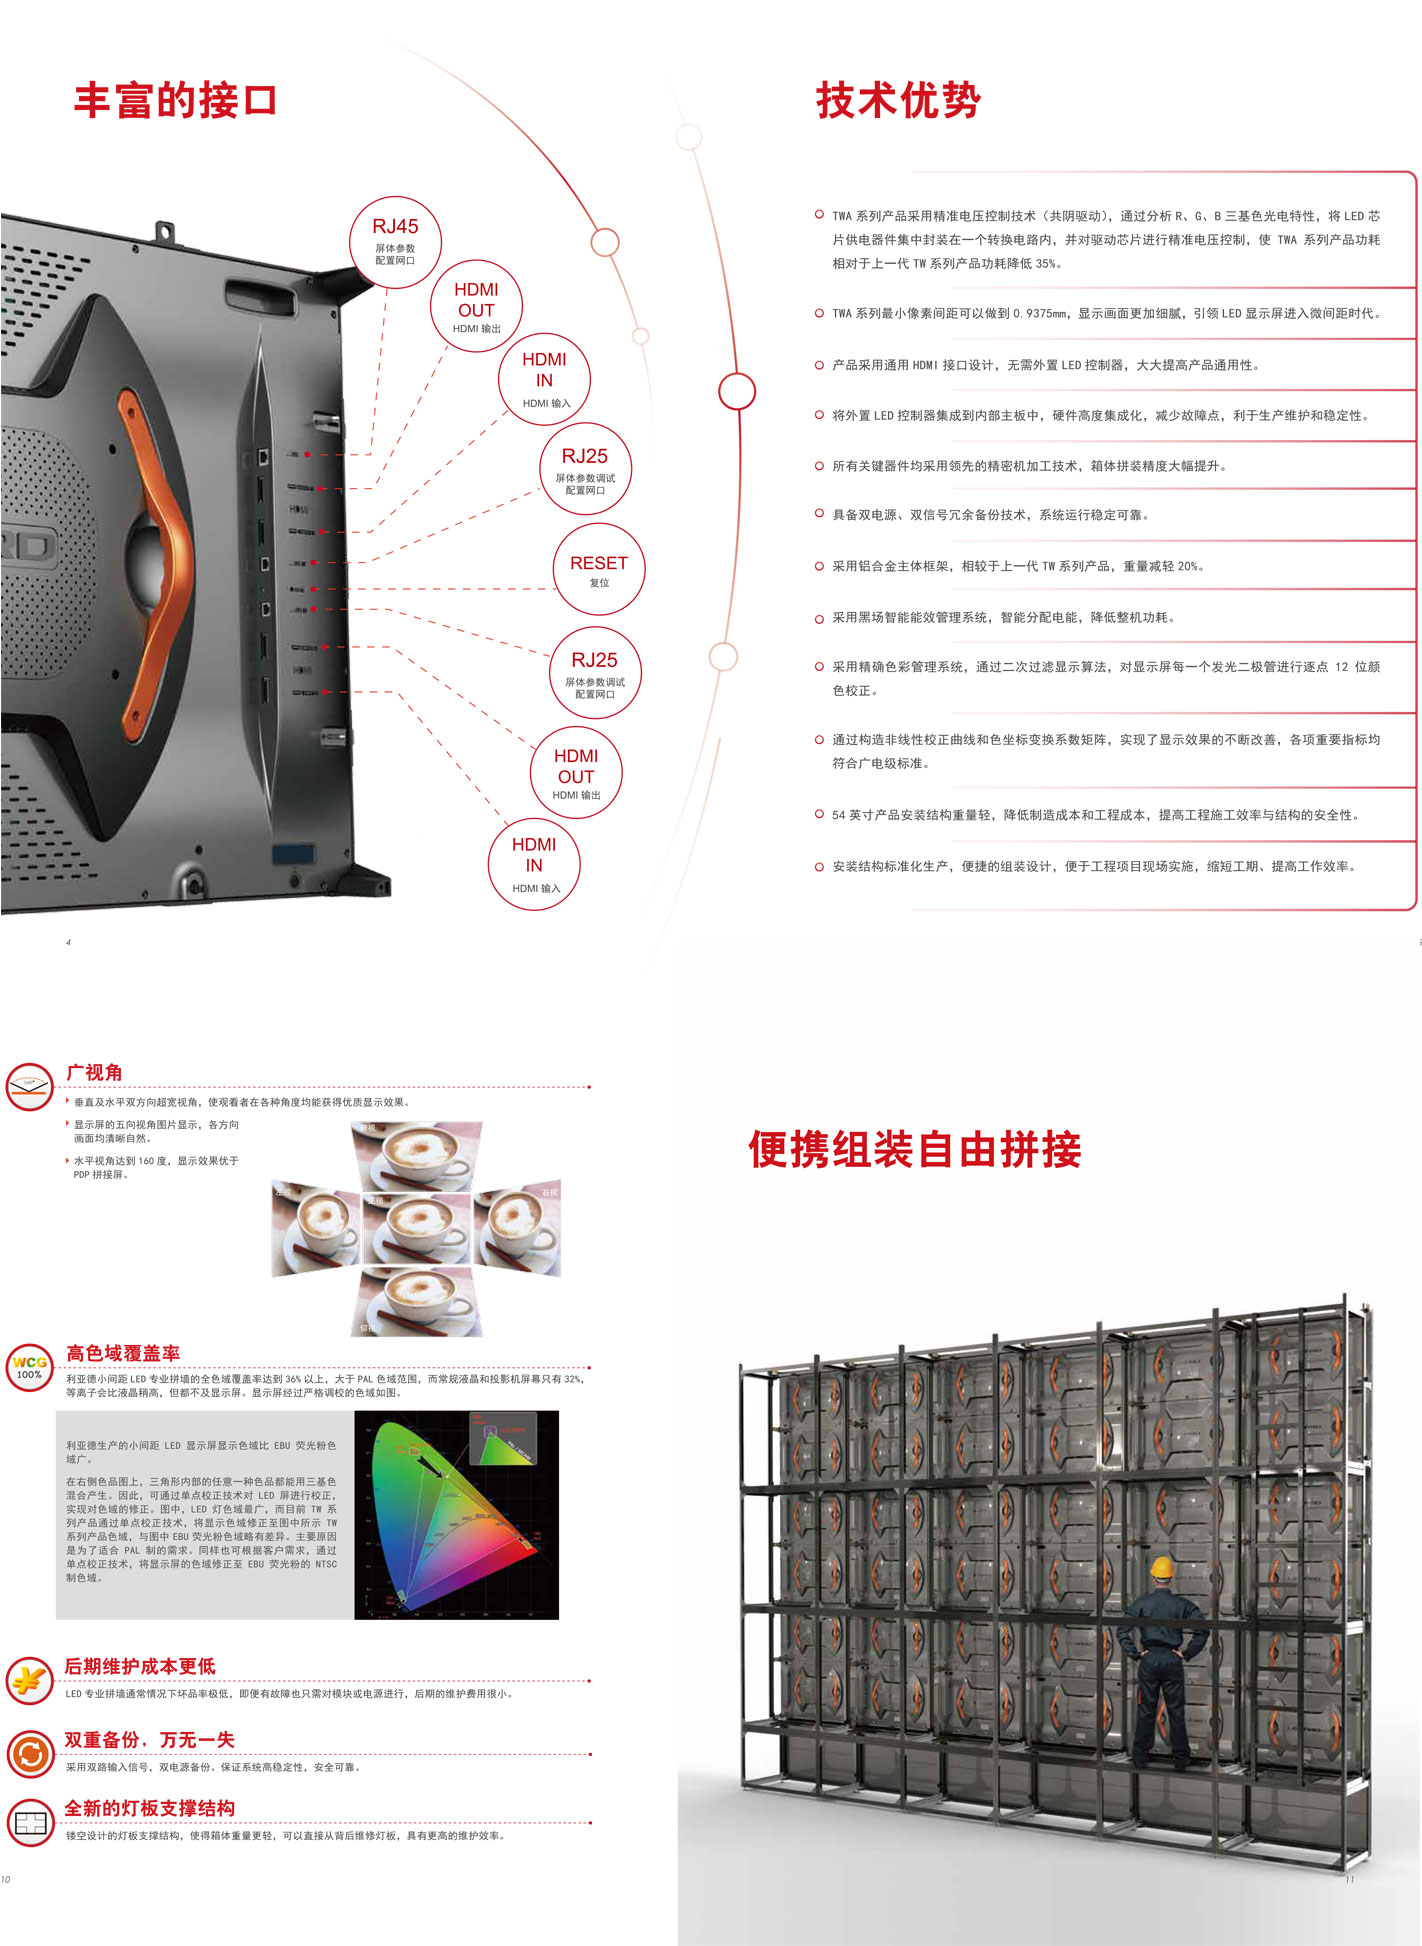 丰富的接口
RJ45
屏体参数
配置网口
HDMI
OUT
HDMI 输出
HDMI
IN
HDMI 输入
RJ25
屏体参数调试
配置网口
RESET
复位
RJ25
屏体参数调试
配置网口
HDMI
OUT
HDMI 输出
HDMI
IN
HDMI 输入
4
技术优势
TWA 系列产品采用精准电压控制技术（共阴驱动），通过分析 R、G、B 三基色光电特性，将 LED 芯
片供电器件集中封装在一个转换电路内，并对驱动芯片进行精准电压控制，使 TWA 系列产品功耗
相对于上一代 TW 系列产品功耗降低 35%。
TWA 系列最小像素间距可以做到 0.9375mm，显示画面更加细腻，引领 LED 显示屏进入微间距时代。
产品采用通用 HDMI 接口设计，无需外置 LED 控制器，大大提高产品通用性。
将外置 LED 控制器集成到内部主板中，硬件高度集成化，减少故障点，利于生产维护和稳定性。
所有关键器件均采用领先的精密机加工技术，箱体拼装精度大幅提升。
具备双电源、双信号冗余备份技术，系统运行稳定可靠。
采用铝合金主体框架，相较于上一代 TW 系列产品，重量减轻 20%。
采用黑场智能能效管理系统，智能分配电能，降低整机功耗。
采用精确色彩管理系统，通过二次过滤显示算法，对显示屏每一个发光二极管进行逐点 12 位颜
色校正。
通过构造非线性校正曲线和色坐标变换系数矩阵，实现了显示效果的不断改善，各项重要指标均
符合广电级标准。
54 英寸产品安装结构重量轻，降低制造成本和工程成本，提高工程施工效率与结构的安全性。
安装结构标准化生产，便捷的组装设计，便于工程项目现场实施，缩短工期、提高工作效率。
广视角
垂直及水平双方向超宽视角，使观看者在各种角度均能获得优质显示效果。
显示屏的五向视角图片显示，各方向
画面均清晰自然。
水平视角达到 160 度，显示效果优于
PDP 拼接屏。
俯视
左视
正视
右视
仰视
WCG
100%
高色域覆盖率
利亚德小间距 LED 专业拼墙的全色域覆盖率达到 36% 以上，大于 PAL 色域范围，而常规液晶和投影机屏幕只有 32%，
等离子会比液晶稍高，但都不及显示屏。显示屏经过严格调校的色域如图。
利亚德生产的小间距 LED 显示屏显示色域比 EBU 荧光粉色
域广。
在右侧色品图上，三角形内部的任意一种色品都能用三基色
混合产生。因此，可通过单点校正技术对 LED 屏进行校正，
实现对色域的修正。图中，LED 灯色域最广，而目前 TW 系
列产品通过单点校正技术，将显示色域修正至图中所示 TW
系列产品色域，与图中 EBU 荧光粉色域略有差异。主要原因
是为了适合 PAL 制的需求。同样也可根据客户需求，通过
单点校正技术，将显示屏的色域修正至 EBU 荧光粉的 NTSC
制色域。
后期维护成本更低
LED 专业拼墙通常情况下坏品率极低，即便有故障也只需对模块或电源进行，后期的维护费用很小。
双重备份，万无一失
采用双路输入信号，双电源备份。保证系统高稳定性，安全可靠。
全新的灯板支撑结构
镂空设计的灯板支撑结构，使得箱体重量更轻，可以直接从背后维修灯板，具有更高的维护效率。
10
便携组装自由拼接
11